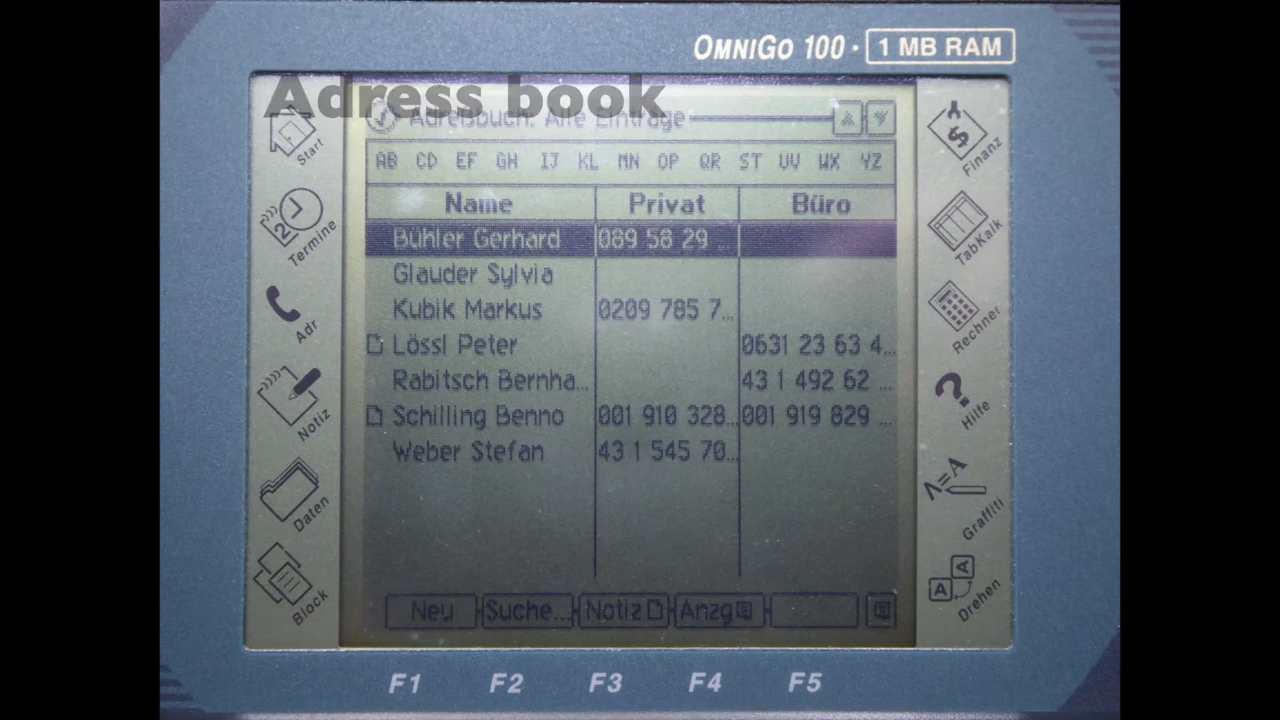 OMNIGO 100 · 1 MB RAM
Adress book
Adreßbuch: Alle Einträge
AB CD EF GH IJ KL MN OP QR ST UV WX YZ
Name Privat Büro
Bühler Gerhard 089 58 29 ...
Glauder Sylvia
Kubik Markus 0209 785 7...
Lössl Peter 0631 23 63 4...
Rabitsch Bernha... 43 1 492 62 ...
Schilling Benno 001 910 328... 001 919 829 ...
Weber Stefan 43 1 545 70...
Neu Suche... Notiz Anzg
Start
Termine
Adr
Notiz
Daten
Block
$
Finanz
TabKalk
Rechner
?
Hilfe
Λ=A
Graffiti
A A
Drehen
F1 F2 F3 F4 F5